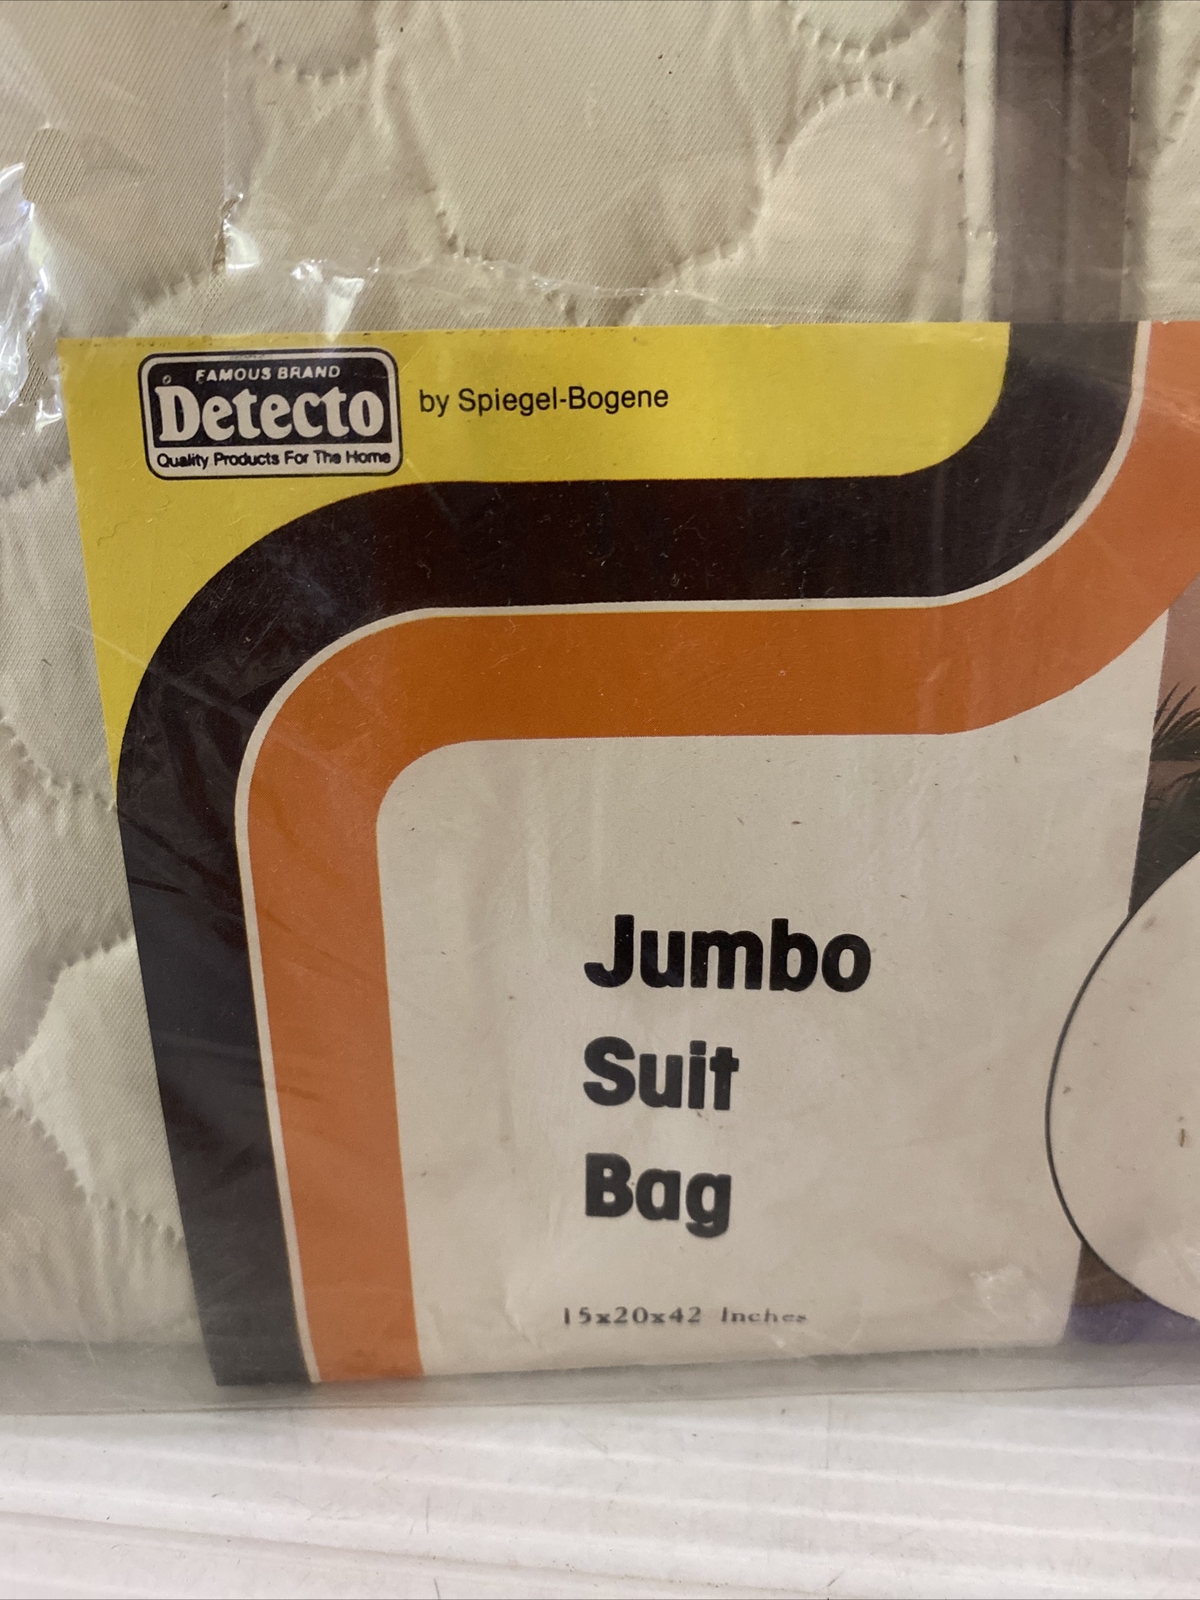 FAMOUS BRAND
Detecto
Quality Products For The Home
by Spiegel-Bogene
Jumbo
Suit
Bag
15x20x42 Inches